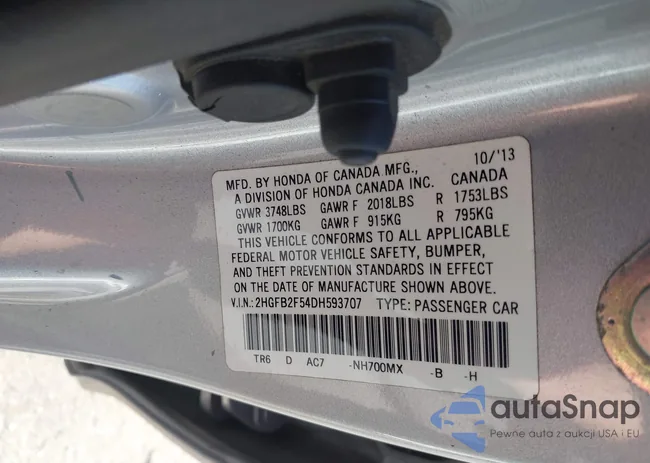 MFD. BY HONDA OF CANADA MFG., 10/'13
A DIVISION OF HONDA CANADA INC. CANADA
GVWR 3748LBS GAWR F 2018LBS R 1753LBS
GVWR 1700KG GAWR F 915KG R 795KG
THIS VEHICLE CONFORMS TO ALL APPLICABLE
FEDERAL MOTOR VEHICLE SAFETY, BUMPER,
AND THEFT PREVENTION STANDARDS IN EFFECT
ON THE DATE OF MANUFACTURE SHOWN ABOVE.
V.I.N.:2HGFB2F54DH593707 TYPE: PASSENGER CAR
TR6 D AC7 -NH700MX -B -H
autoSnap
Pewne auta z aukcji USA i EU